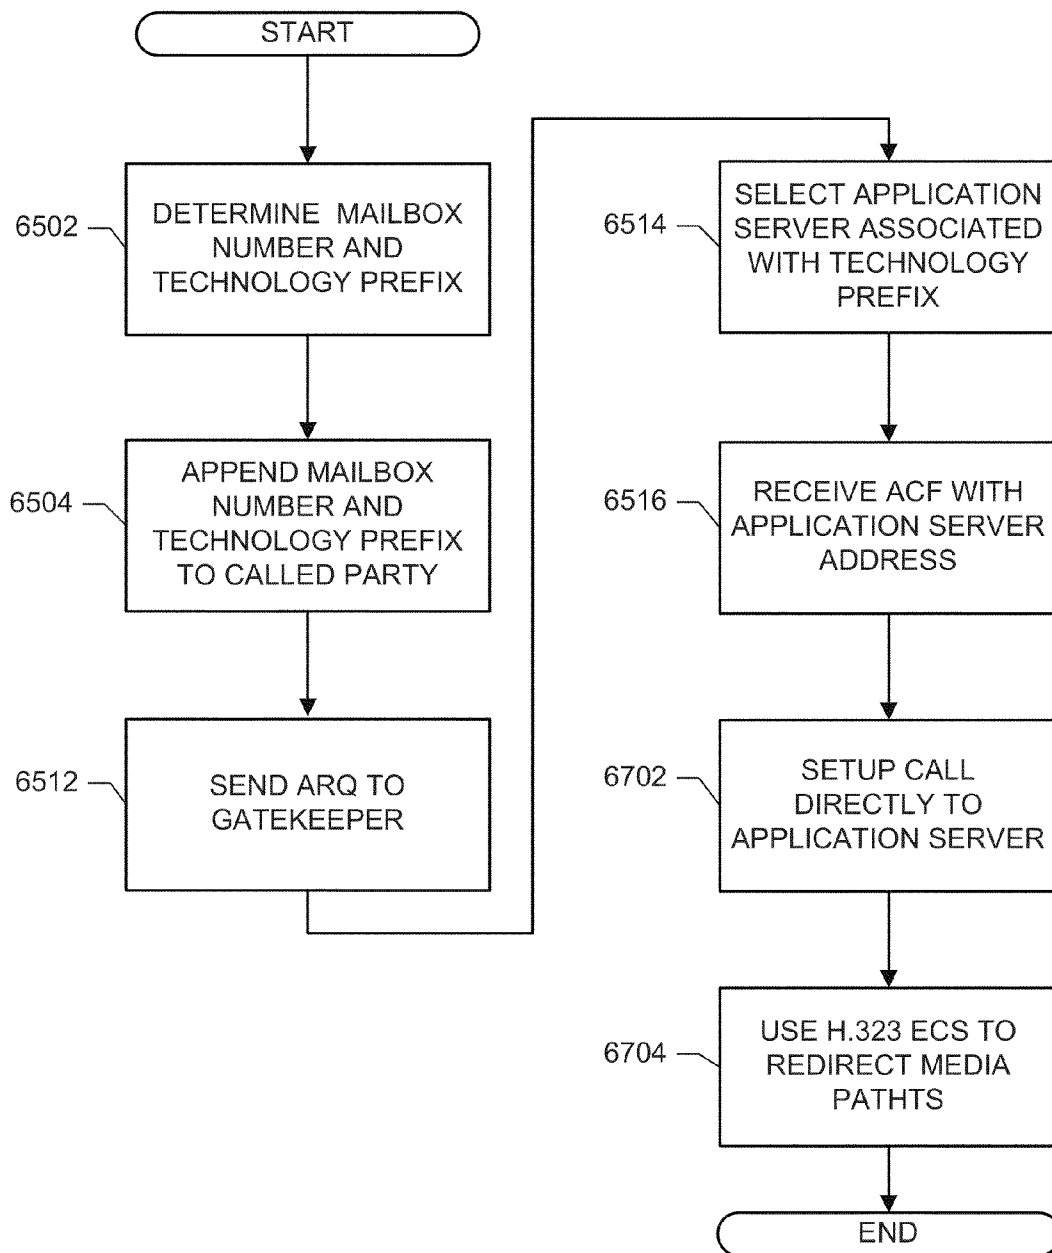 START
6502
DETERMINE MAILBOX
NUMBER AND
TECHNOLOGY PREFIX
6504
APPEND MAILBOX
NUMBER AND
TECHNOLOGY PREFIX
TO CALLED PARTY
6512
SEND ARQ TO
GATEKEEPER
6514
SELECT APPLICATION
SERVER ASSOCIATED
WITH TECHNOLOGY
PREFIX
6516
RECEIVE ACF WITH
APPLICATION SERVER
ADDRESS
6702
SETUP CALL
DIRECTLY TO
APPLICATION SERVER
6704
USE H.323 ECS TO
REDIRECT MEDIA
PATHTS
END